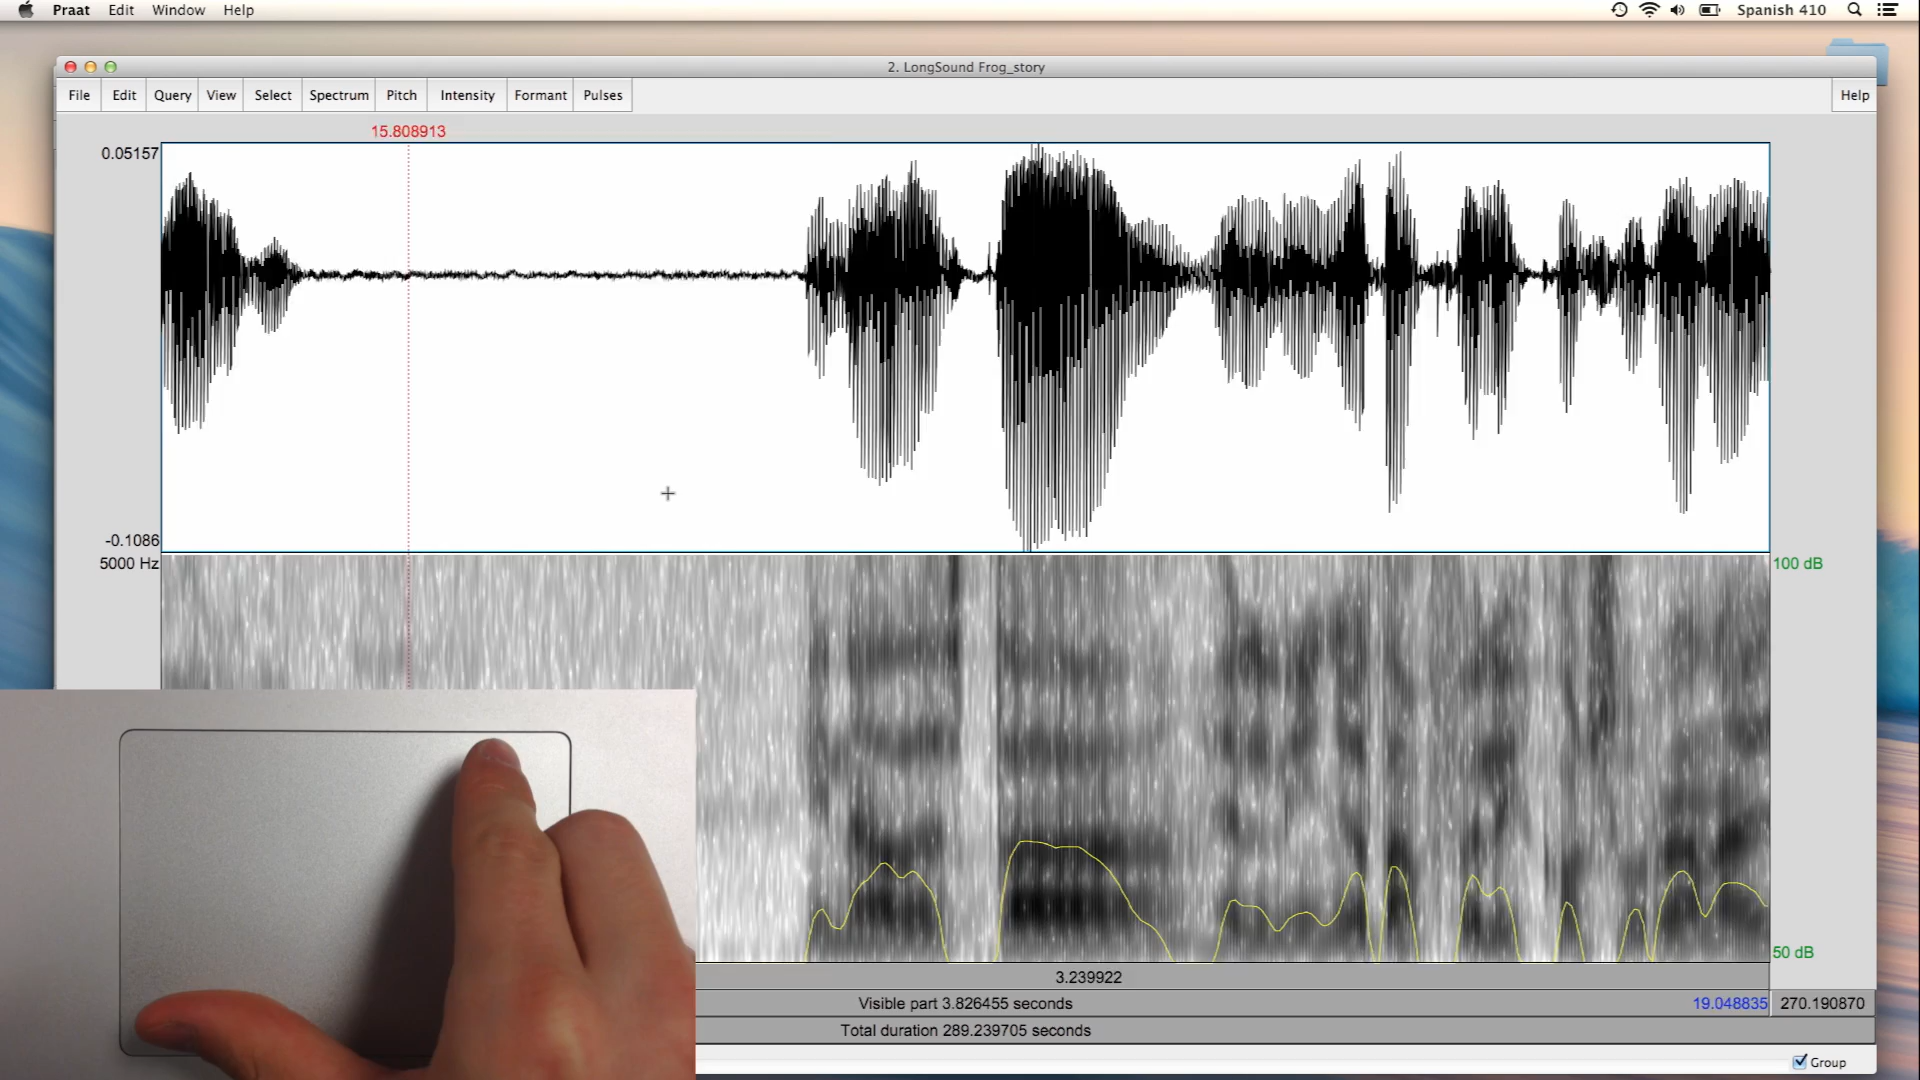 Praat Edit Window Help Spanish 410
2. LongSound Frog_story
File Edit Query View Select Spectrum Pitch Intensity Formant Pulses Help
15.808913
0.05157
-0.1086
5000 Hz 100 dB
50 dB
3.239922
Visible part 3.826455 seconds 19.048835 270.190870
Total duration 289.239705 seconds
Group